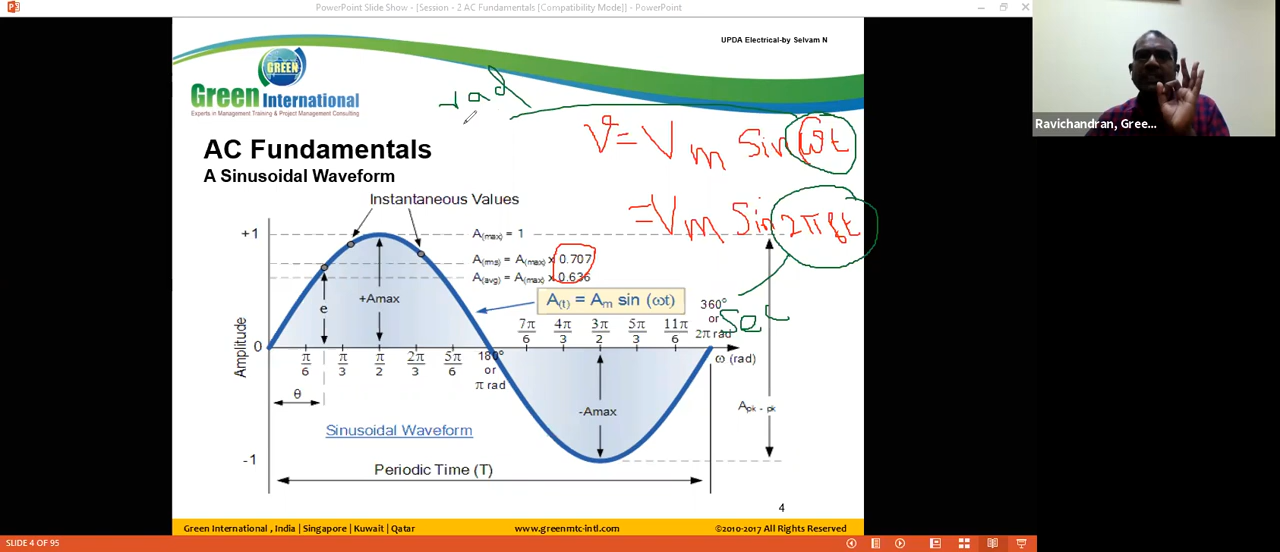 PowerPoint Slide Show - [Session - 2 AC Fundamentals [Compatibility Mode]] - PowerPoint
UPDA Electrical-by Selvam N
GREEN
Green International
Experts in Management Training & Project Management Consulting
rad
v = Vm Sin ωt
Ravichandran, Gree...
AC Fundamentals
A Sinusoidal Waveform
= Vm Sin 2πft
Instantaneous Values
+1
A(max) = 1
A(rms) = A(max) x 0.707
A(avg) = A(max) x 0.636
+Amax
e
A(t) = Am sin (ωt)
360°
or
2π rad
Sec
7π/6 4π/3 3π/2 5π/3 11π/6
Amplitude
0
π/6 π/3 π/2 2π/3 5π/6
180°
or
π rad
ω (rad)
θ
-Amax
Apk - pk
Sinusoidal Waveform
-1
Periodic Time (T)
4
Green International , India | Singapore | Kuwait | Qatar
www.greenmtc-intl.com
©2010-2017 All Rights Reserved
SLIDE 4 OF 95